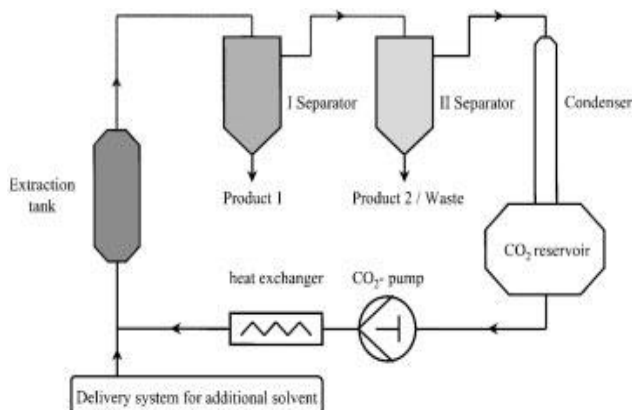 I Separator
II Separator
Condenser
Extraction
tank
Product 1
Product 2 / Waste
CO₂ reservoir
heat exchanger
CO₂- pump
Delivery system for additional solvent